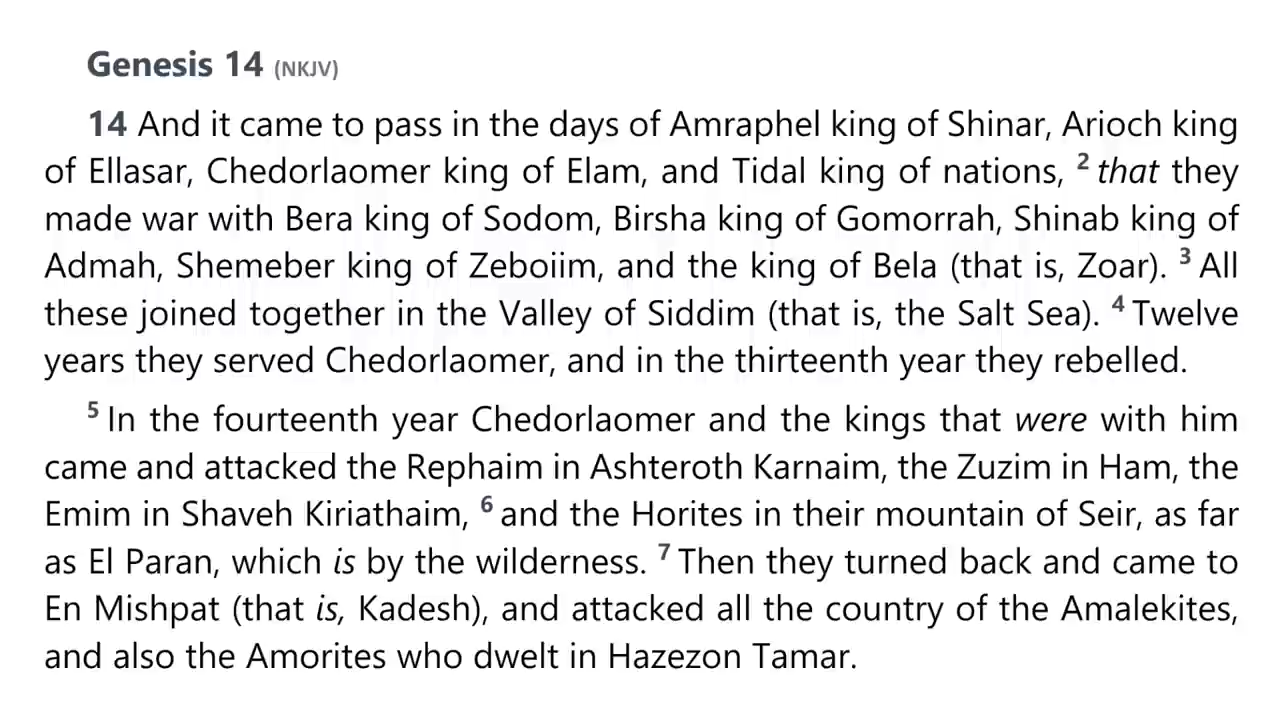 Genesis 14 (NKJV)
14 And it came to pass in the days of Amraphel king of Shinar, Arioch king
of Ellasar, Chedorlaomer king of Elam, and Tidal king of nations, 2 that they
made war with Bera king of Sodom, Birsha king of Gomorrah, Shinab king of
Admah, Shemeber king of Zeboiim, and the king of Bela (that is, Zoar). 3 All
these joined together in the Valley of Siddim (that is, the Salt Sea). 4 Twelve
years they served Chedorlaomer, and in the thirteenth year they rebelled.
5 In the fourteenth year Chedorlaomer and the kings that were with him
came and attacked the Rephaim in Ashteroth Karnaim, the Zuzim in Ham, the
Emim in Shaveh Kiriathaim, 6 and the Horites in their mountain of Seir, as far
as El Paran, which is by the wilderness. 7 Then they turned back and came to
En Mishpat (that is, Kadesh), and attacked all the country of the Amalekites,
and also the Amorites who dwelt in Hazezon Tamar.